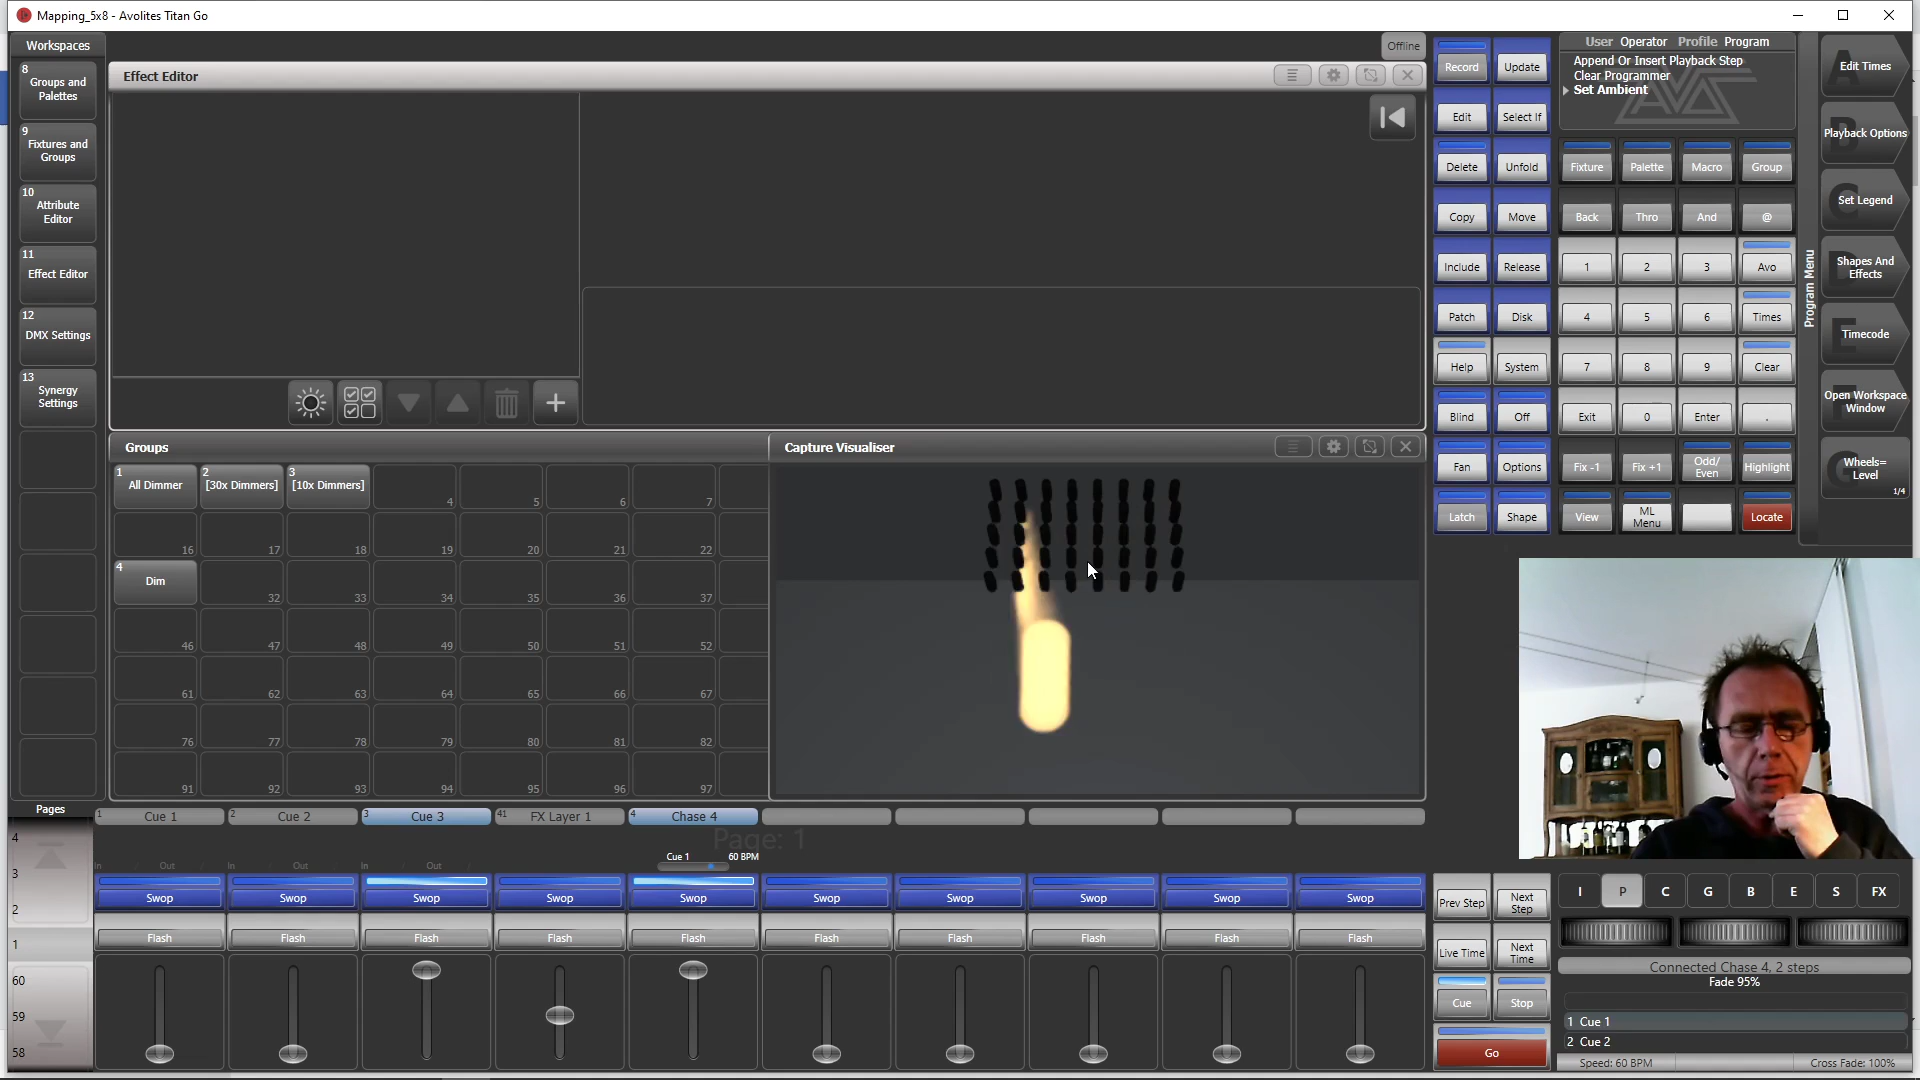 Mapping_5x8 - Avolites Titan Go
Workspaces
8
Groups and
Palettes
9
Fixtures and
Groups
10
Attribute
Editor
11
Effect Editor
12
DMX Settings
13
Synergy
Settings
Effect Editor
Offline
Groups
1
All Dimmer
2
[30x Dimmers]
3
[10x Dimmers]
4
5
6
7
16
17
18
19
20
21
22
4
Dim
32
33
34
35
36
37
46
47
48
49
50
51
52
61
62
63
64
65
66
67
76
77
78
79
80
81
82
91
92
93
94
95
96
97
Capture Visualiser
Record
Update
Edit
Select If
Delete
Unfold
Copy
Move
Include
Release
Patch
Disk
Help
System
Blind
Off
Fan
Options
Latch
Shape
User Operator Profile Program
Append Or Insert Playback Step
Clear Programmer
Set Ambient
Fixture
Palette
Macro
Group
Back
Thro
And
@
1
2
3
Avo
4
5
6
Times
7
8
9
Clear
Exit
0
Enter
.
Fix -1
Fix +1
Odd/
Even
Highlight
View
ML
Menu
Locate
Program Menu
A
Edit Times
B
Playback Options
C
Set Legend
D
Shapes And
Effects
E
Timecode
F
Open Workspace
Window
G
Wheels=
Level
1/4
Pages
4
3
2
1
60
59
58
1
Cue 1
2
Cue 2
3
Cue 3
41
FX Layer 1
4
Chase 4
Page: 1
In
Out
In
Out
In
Out
Cue 1
60 BPM
Swop
Swop
Swop
Swop
Swop
Swop
Swop
Swop
Swop
Swop
Flash
Flash
Flash
Flash
Flash
Flash
Flash
Flash
Flash
Flash
Prev Step
Next
Step
Live Time
Next
Time
Cue
Stop
Go
I
P
C
G
B
E
S
FX
Connected Chase 4, 2 steps
Fade 95%
1 Cue 1
2 Cue 2
Speed: 60 BPM
Cross Fade: 100%